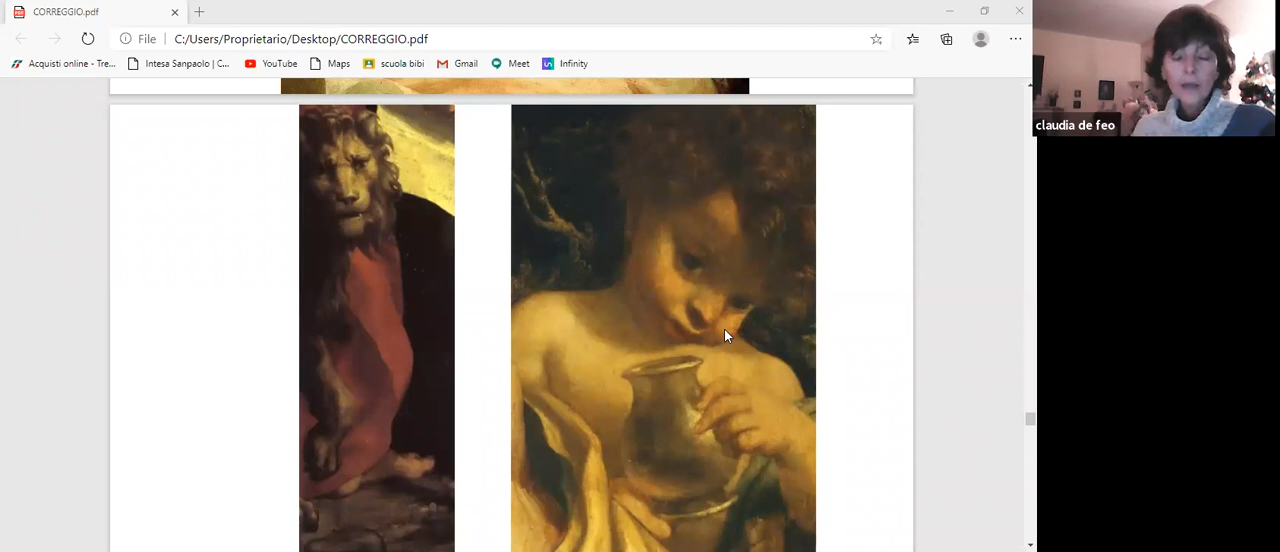 CORREGGIO.pdf
File C:/Users/Proprietario/Desktop/CORREGGIO.pdf
Acquisti online - Tre... Intesa Sanpaolo | C... YouTube Maps scuola bibi Gmail Meet Infinity
claudia de feo